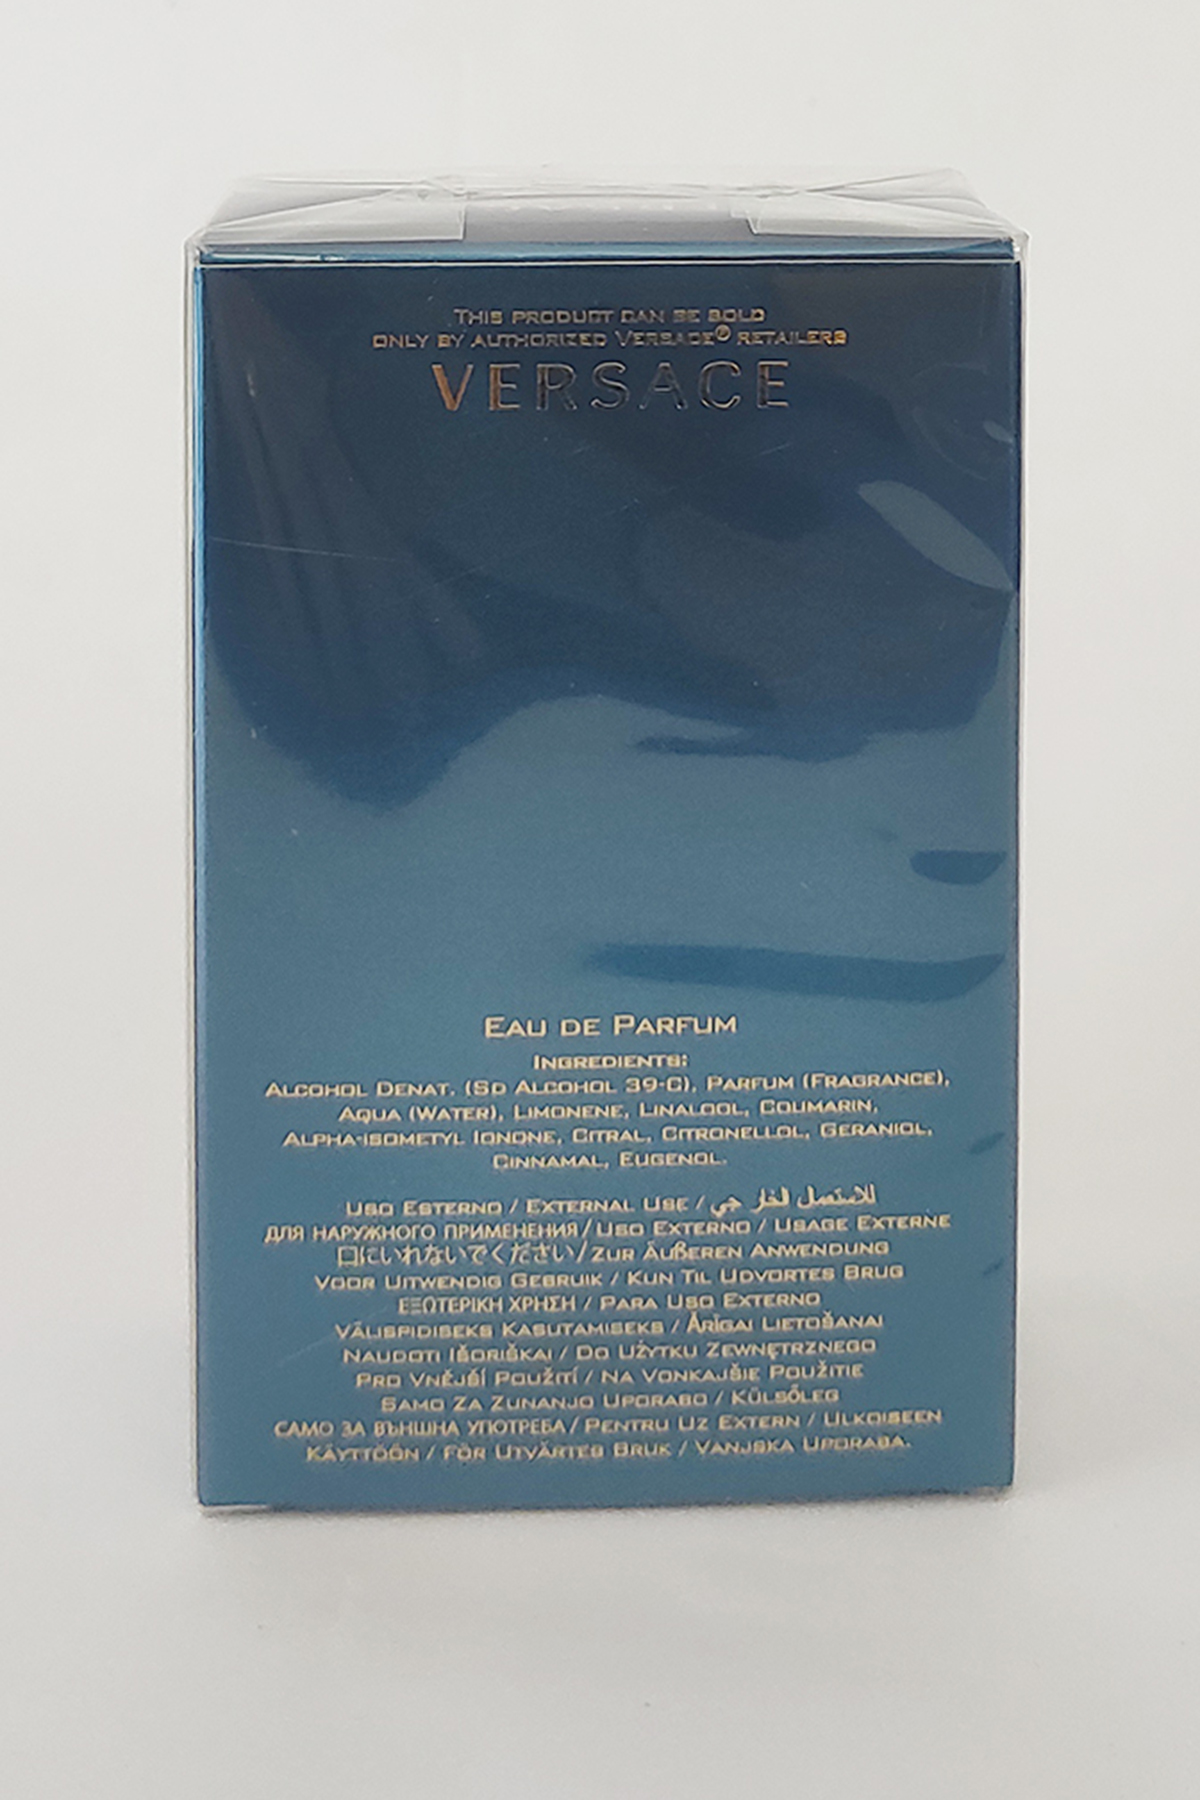 THIS PRODUCT CAN BE SOLD
ONLY BY AUTHORIZED VERSACE® RETAILERS
VERSACE
EAU DE PARFUM
INGREDIENTS:
ALCOHOL DENAT. (SD ALCOHOL 39-C), PARFUM (FRAGRANCE),
AQUA (WATER), LIMONENE, LINALOOL, COUMARIN,
ALPHA-ISOMETYL IONONE, CITRAL, CITRONELLOL, GERANIOL,
CINNAMAL, EUGENOL.
USO ESTERNO / EXTERNAL USE / للاستعمل الخار جي
ДЛЯ НАРУЖНОГО ПРИМЕНЕНИЯ / USO EXTERNO / USAGE EXTERNE
口にいれないでください / ZUR ÄUßEREN ANWENDUNG
VOOR UITWENDIG GEBRUIK / KUN TIL UDVORTES BRUG
ΕΞΩΤΕΡΙΚΗ ΧΡΗΣΗ / PARA USO EXTERNO
VÄLISPIDISEKS KASUTAMISEKS / ĀRĪGAI LIETOŠANAI
NAUDOTI IŠORIŠKAI / DO UŻYTKU ZEWNĘTRZNEGO
PRO VNĚJŠÍ POUŽITÍ / NA VONKAJŠIE POUŽITIE
SAMO ZA ZUNANJO UPORABO / KÜLSŐLEG
САМО ЗА ВЪНШНА УПОТРЕБА / PENTRU UZ EXTERN / ULKOISEEN
KÄYTTÖÖN / FÖR UTVÄRTES BRUK / VANJSKA UPORABA.